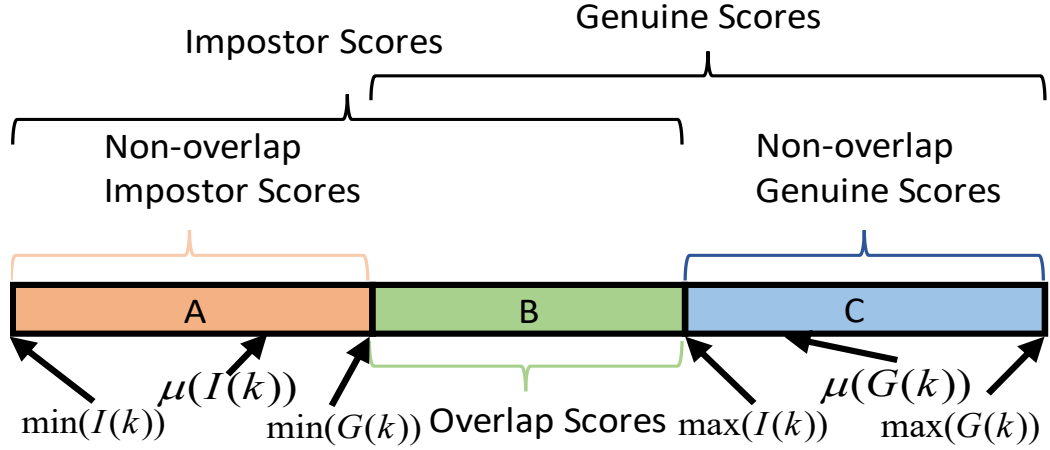 Genuine Scores
Impostor Scores
Non-overlap
Impostor Scores
Non-overlap
Genuine Scores
A
B
C
μ(I(k))
μ(G(k))
min(I(k))
min(G(k))
Overlap Scores
max(I(k))
max(G(k))